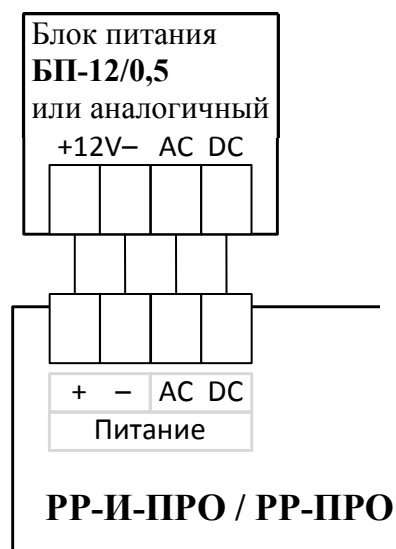 Блок питания
БП-12/0,5
или аналогичный
+12V– AC DC
+ – AC DC
Питание
РР-И-ПРО / РР-ПРО